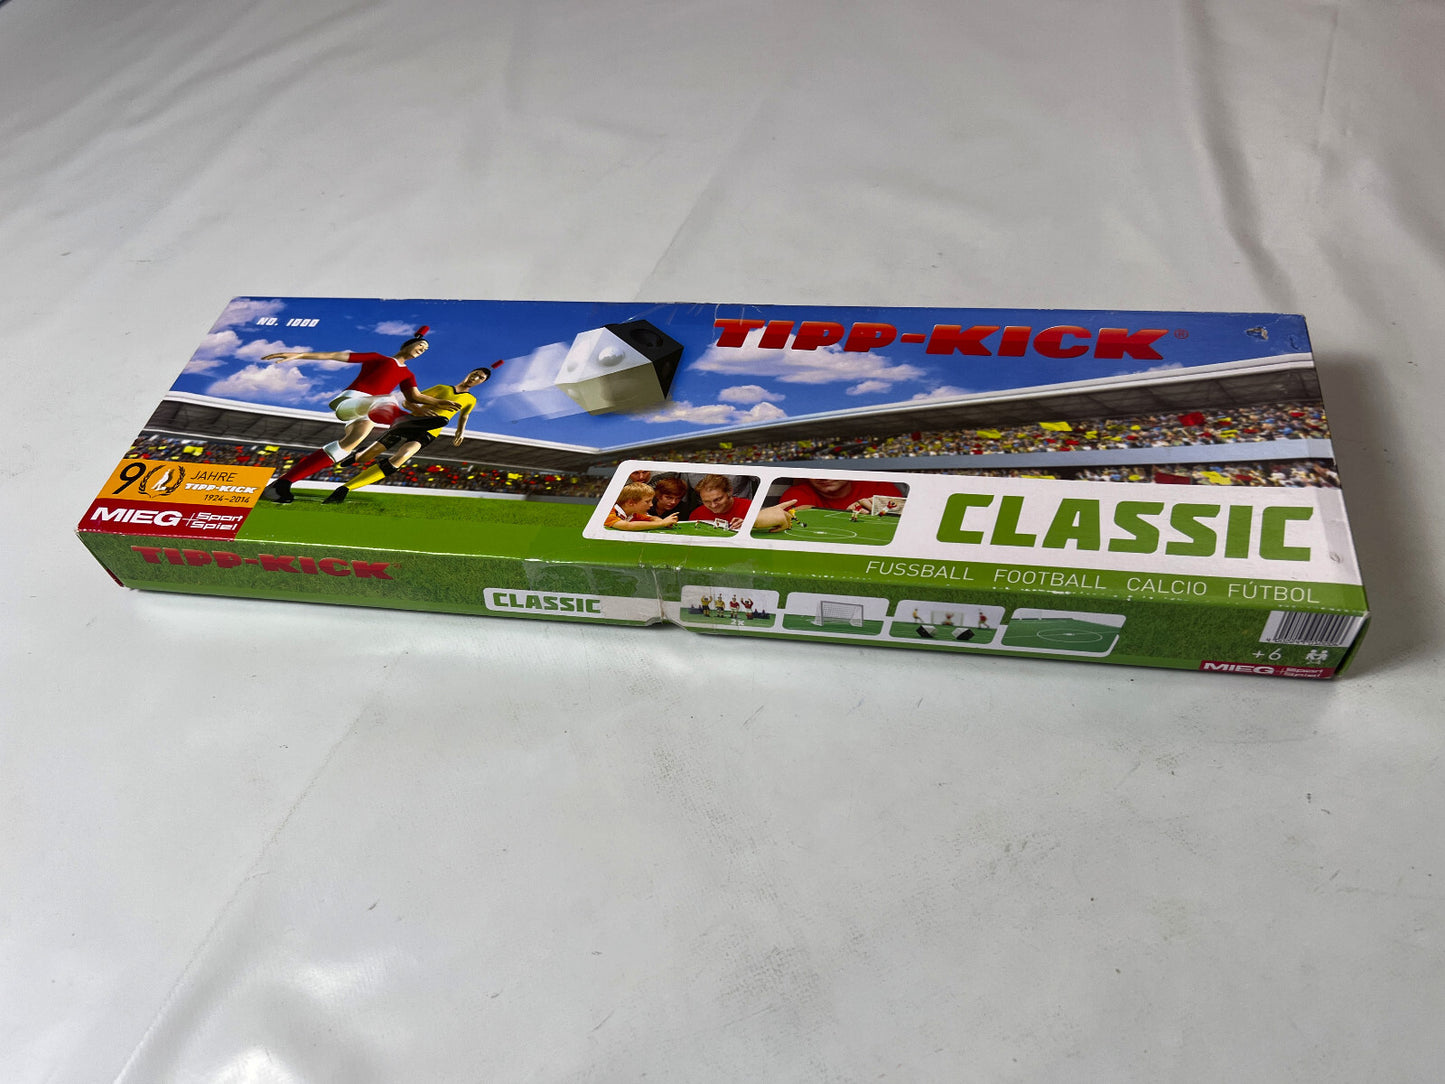 NO. 1000
TIPP-KICK®
90 JAHRE
TIPP-KICK
1924-2014
MIEG + Sport
Spiel
CLASSIC
FUSSBALL FOOTBALL CALCIO FÚTBOL
TIPP-KICK
CLASSIC
2x
+6
MIEG + Sport
Spiel